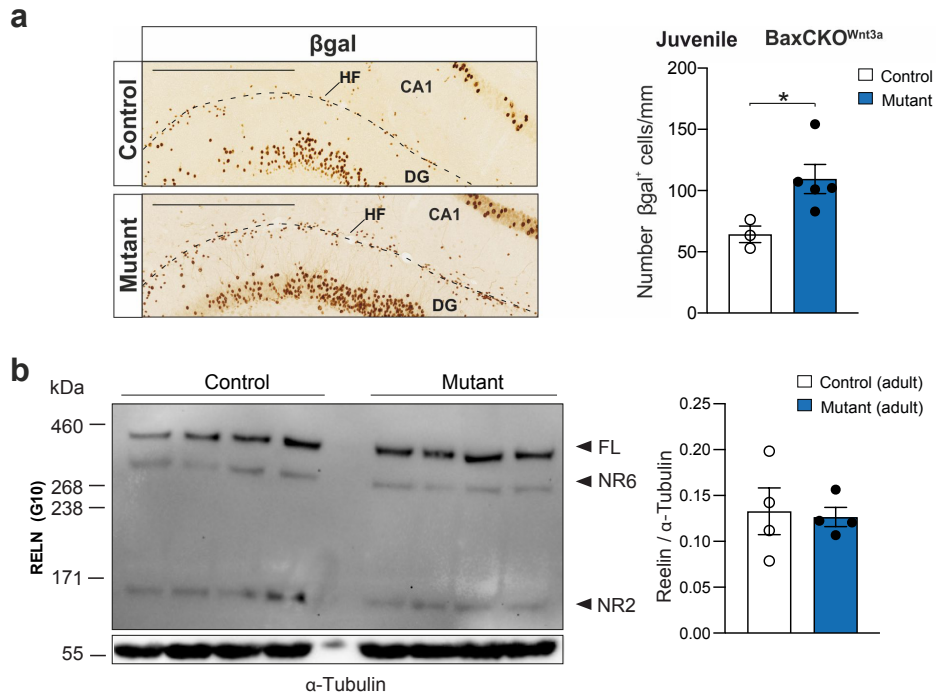 a
βgal
Control
HF
CA1
DG
Mutant
HF
CA1
DG
Juvenile BaxCKO^Wnt3a
Control
Mutant
Number βgal⁺ cells/mm
200
150
100
50
0
*
b
kDa
Control
Mutant
460
268
238
171
55
RELN (G10)
FL
NR6
NR2
α-Tubulin
Control (adult)
Mutant (adult)
Reelin / α-Tubulin
0.25
0.20
0.15
0.10
0.05
0.00